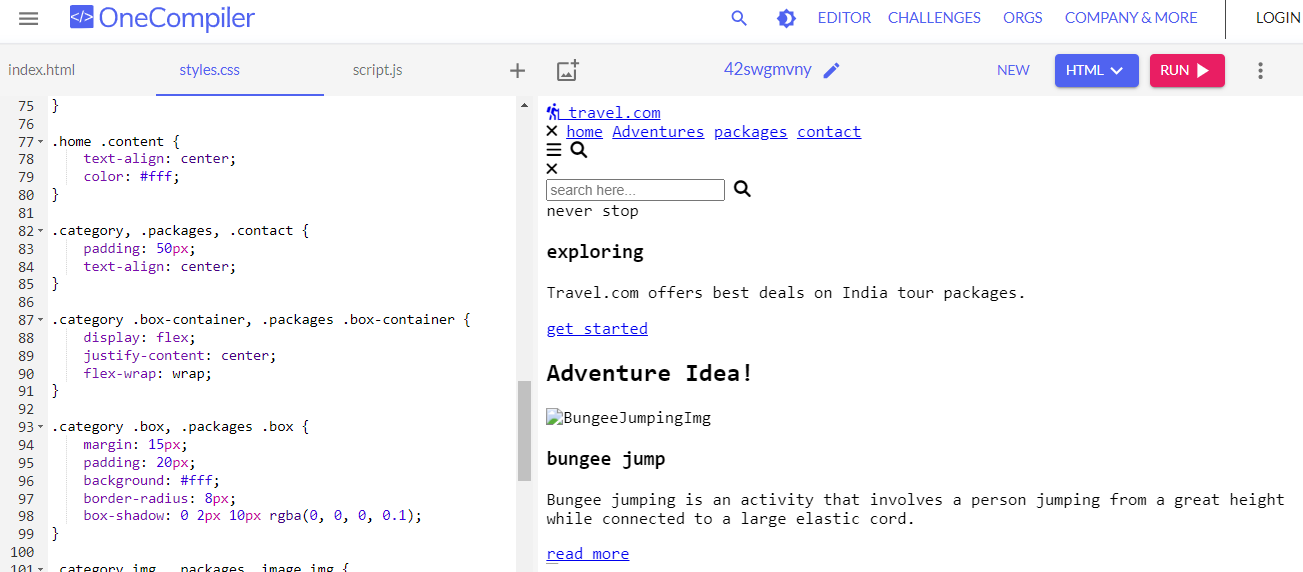 OneCompiler
EDITOR CHALLENGES ORGS COMPANY & MORE LOGIN
index.html styles.css script.js + 42swgmvny NEW HTML RUN
75 }
76
77 .home .content {
78 text-align: center;
79 color: #fff;
80 }
81
82 .category, .packages, .contact {
83 padding: 50px;
84 text-align: center;
85 }
86
87 .category .box-container, .packages .box-container {
88 display: flex;
89 justify-content: center;
90 flex-wrap: wrap;
91 }
92
93 .category .box, .packages .box {
94 margin: 15px;
95 padding: 20px;
96 background: #fff;
97 border-radius: 8px;
98 box-shadow: 0 2px 10px rgba(0, 0, 0, 0.1);
99 }
100
101 .category img, .packages .image img {
travel.com
home Adventures packages contact
search here...
never stop
exploring
Travel.com offers best deals on India tour packages.
get started
Adventure Idea!
BungeeJumpingImg
bungee jump
Bungee jumping is an activity that involves a person jumping from a great height
while connected to a large elastic cord.
read more